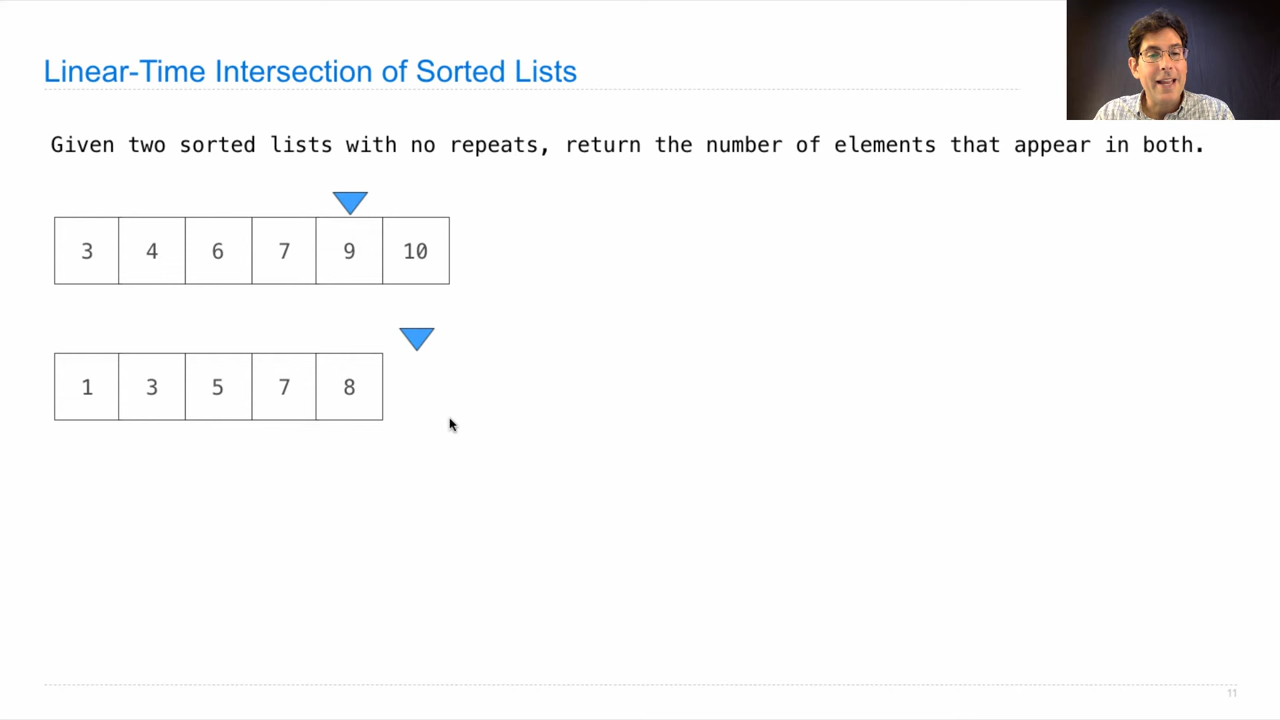 Linear-Time Intersection of Sorted Lists
Given two sorted lists with no repeats, return the number of elements that appear in both.
3 4 6 7 9 10
1 3 5 7 8
11